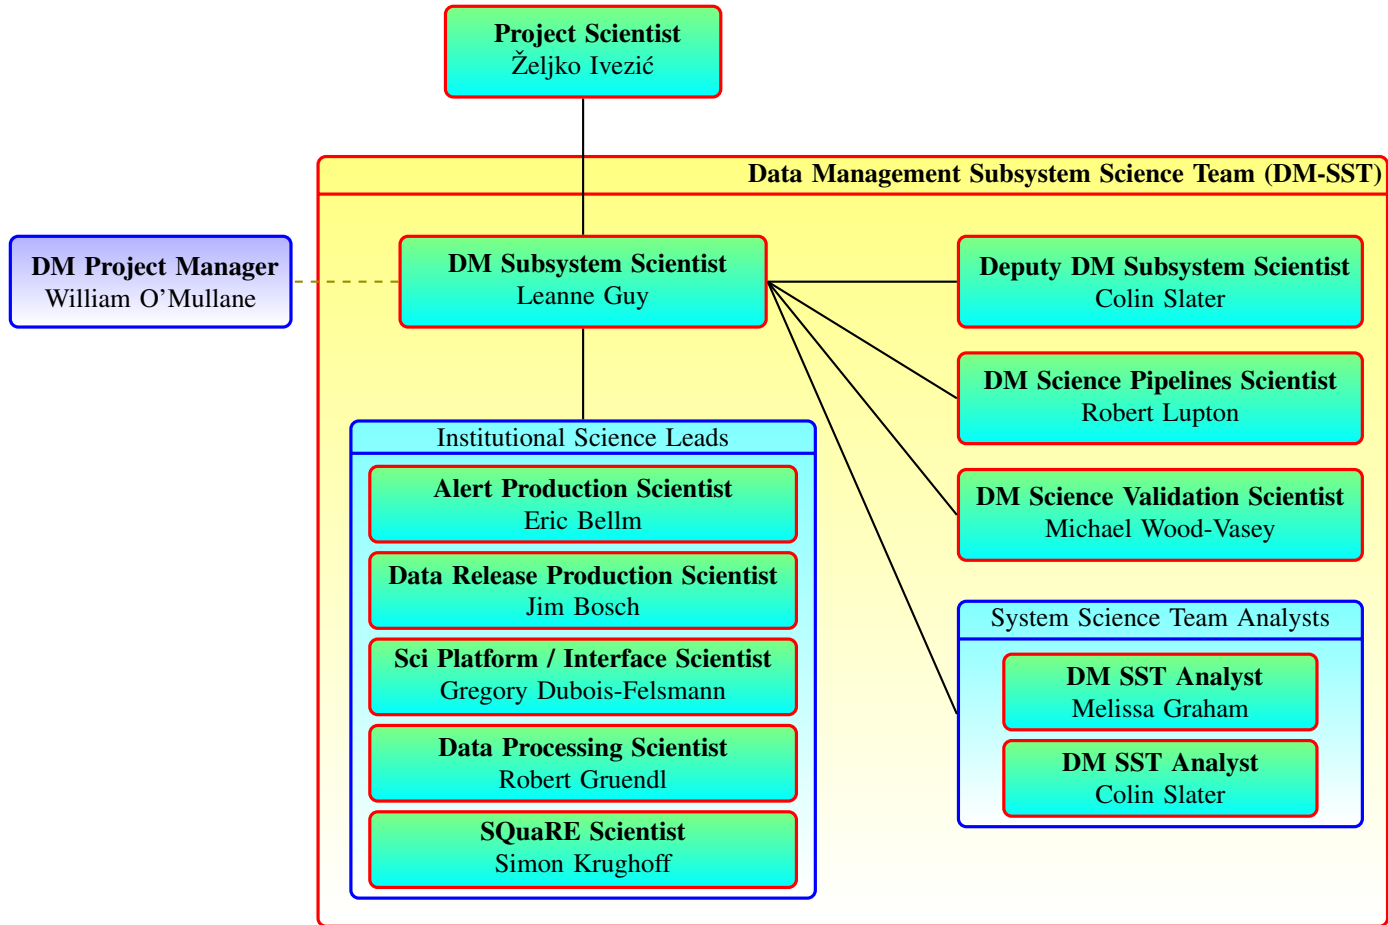 Project Scientist
Željko Ivezić
Data Management Subsystem Science Team (DM-SST)
DM Project Manager
William O'Mullane
DM Subsystem Scientist
Leanne Guy
Deputy DM Subsystem Scientist
Colin Slater
DM Science Pipelines Scientist
Robert Lupton
DM Science Validation Scientist
Michael Wood-Vasey
Institutional Science Leads
Alert Production Scientist
Eric Bellm
Data Release Production Scientist
Jim Bosch
Sci Platform / Interface Scientist
Gregory Dubois-Felsmann
Data Processing Scientist
Robert Gruendl
SQuaRE Scientist
Simon Krughoff
System Science Team Analysts
DM SST Analyst
Melissa Graham
DM SST Analyst
Colin Slater